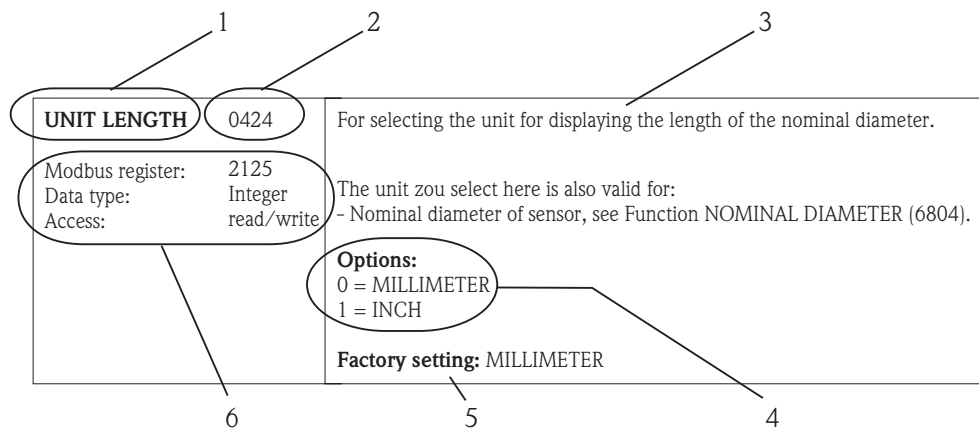 1 2 3
UNIT LENGTH 0424
Modbus register: 2125
Data type: Integer
Access: read/write
For selecting the unit for displaying the length of the nominal diameter.
The unit zou select here is also valid for:
– Nominal diameter of sensor, see Function NOMINAL DIAMETER (6804).
Options:
0 = MILLIMETER
1 = INCH
Factory setting: MILLIMETER
6 5 4